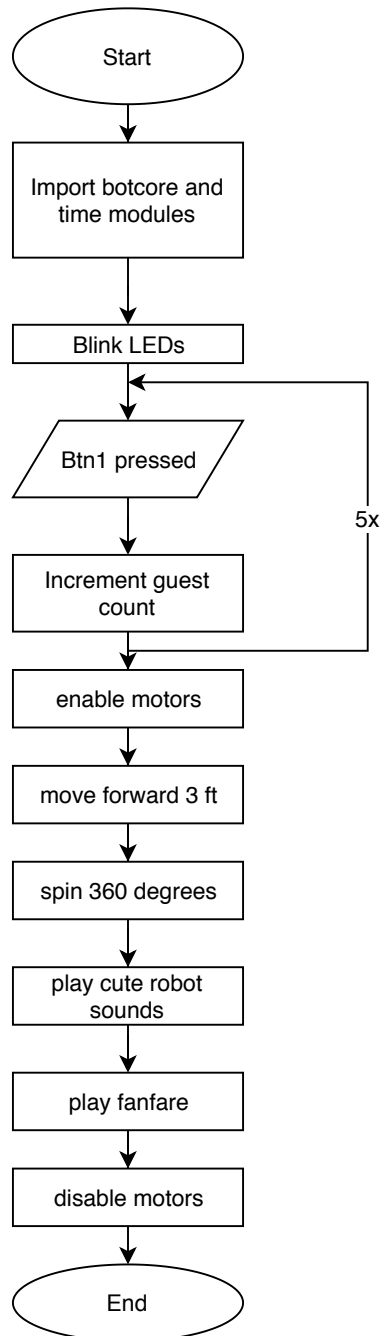 Start
Import botcore and
time modules
Blink LEDs
Btn1 pressed
5x
Increment guest
count
enable motors
move forward 3 ft
spin 360 degrees
play cute robot
sounds
play fanfare
disable motors
End